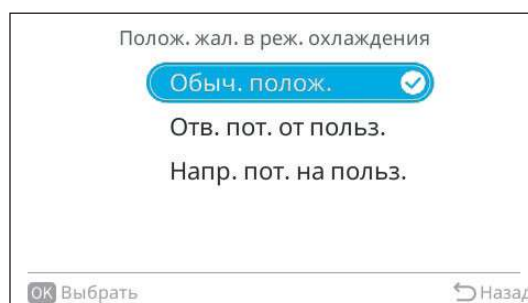 Полож. жал. в реж. охлаждения
Обыч. полож.
Отв. пот. от польз.
Напр. пот. на польз.
OK Выбрать
Назад